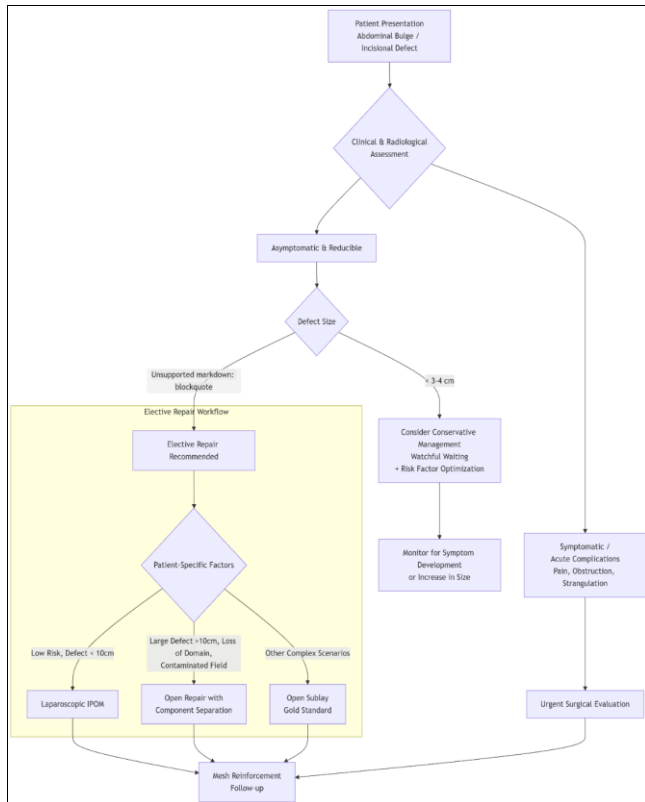 Patient Presentation
Abdominal Bulge /
Incisional Defect
Clinical & Radiological
Assessment
Asymptomatic & Reducible
Defect Size
Unsupported markdown:
blockquote
< 3-4 cm
Elective Repair Workflow
Elective Repair
Recommended
Consider Conservative
Management
Watchful Waiting
+ Risk Factor Optimization
Patient-Specific Factors
Monitor for Symptom
Development
or Increase in Size
Symptomatic /
Acute Complications
Pain, Obstruction,
Strangulation
Low Risk, Defect < 10cm
Large Defect >10cm, Loss
of Domain,
Contaminated Field
Other Complex Scenarios
Laparoscopic IPOM
Open Repair with
Component Separation
Open Sublay
Gold Standard
Urgent Surgical Evaluation
Mesh Reinforcement
Follow-up